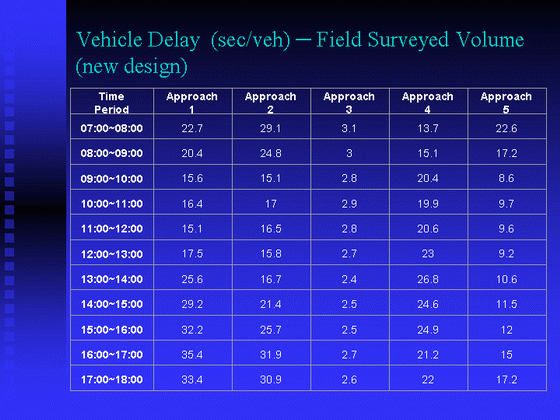 Vehicle Delay (sec/veh) ─ Field Surveyed Volume
(new design)
Time Period Approach 1 Approach 2 Approach 3 Approach 4 Approach 5
07:00~08:00 22.7 29.1 3.1 13.7 22.6
08:00~09:00 20.4 24.8 3 15.1 17.2
09:00~10:00 15.6 15.1 2.8 20.4 8.6
10:00~11:00 16.4 17 2.9 19.9 9.7
11:00~12:00 15.1 16.5 2.8 20.6 9.6
12:00~13:00 17.5 15.8 2.7 23 9.2
13:00~14:00 25.6 16.7 2.4 26.8 10.6
14:00~15:00 29.2 21.4 2.5 24.6 11.5
15:00~16:00 32.2 25.7 2.5 24.9 12
16:00~17:00 35.4 31.9 2.7 21.2 15
17:00~18:00 33.4 30.9 2.6 22 17.2